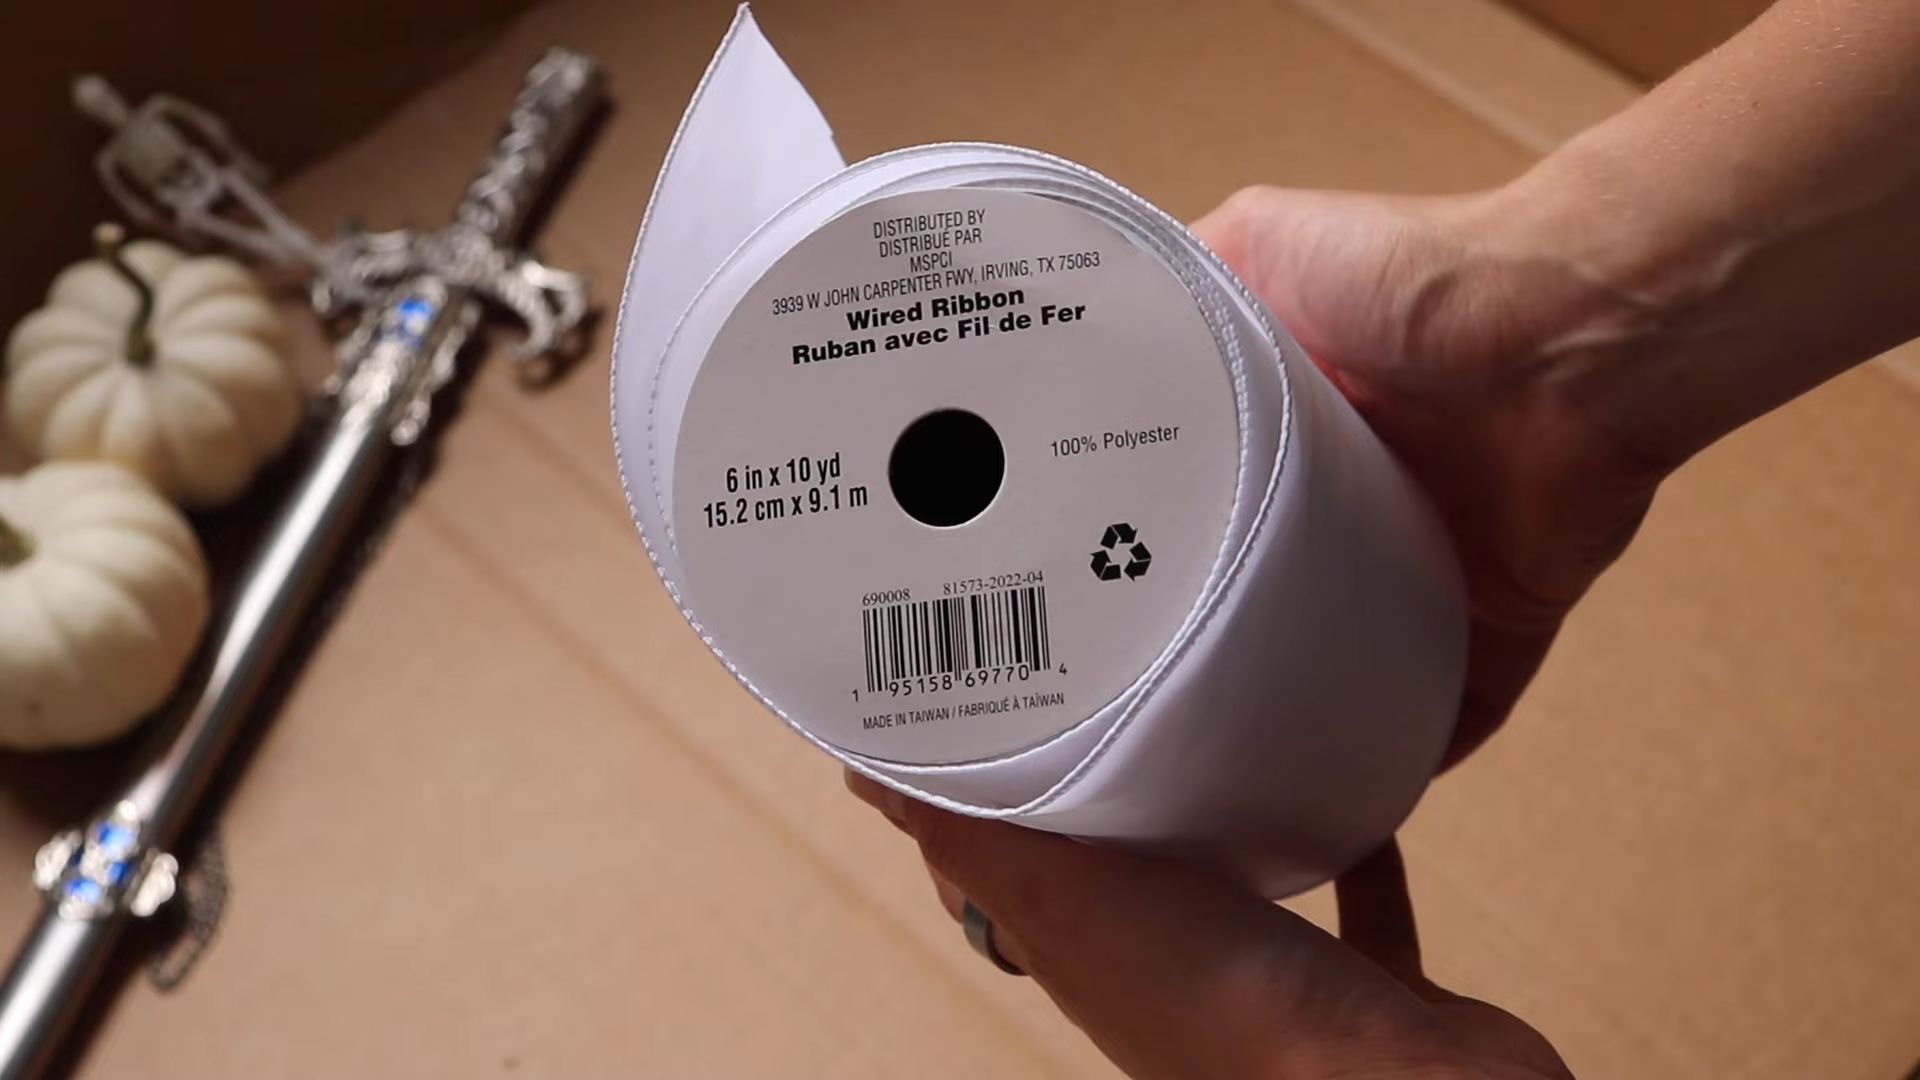 DISTRIBUTED BY
DISTRIBUÉ PAR
MSPCI
3939 W JOHN CARPENTER FWY, IRVING, TX 75063
Wired Ribbon
Ruban avec Fil de Fer
100% Polyester
6 in x 10 yd
15.2 cm x 9.1 m
690008 81573-2022-04
1 95158 69770 4
MADE IN TAIWAN / FABRIQUÉ À TAÏWAN